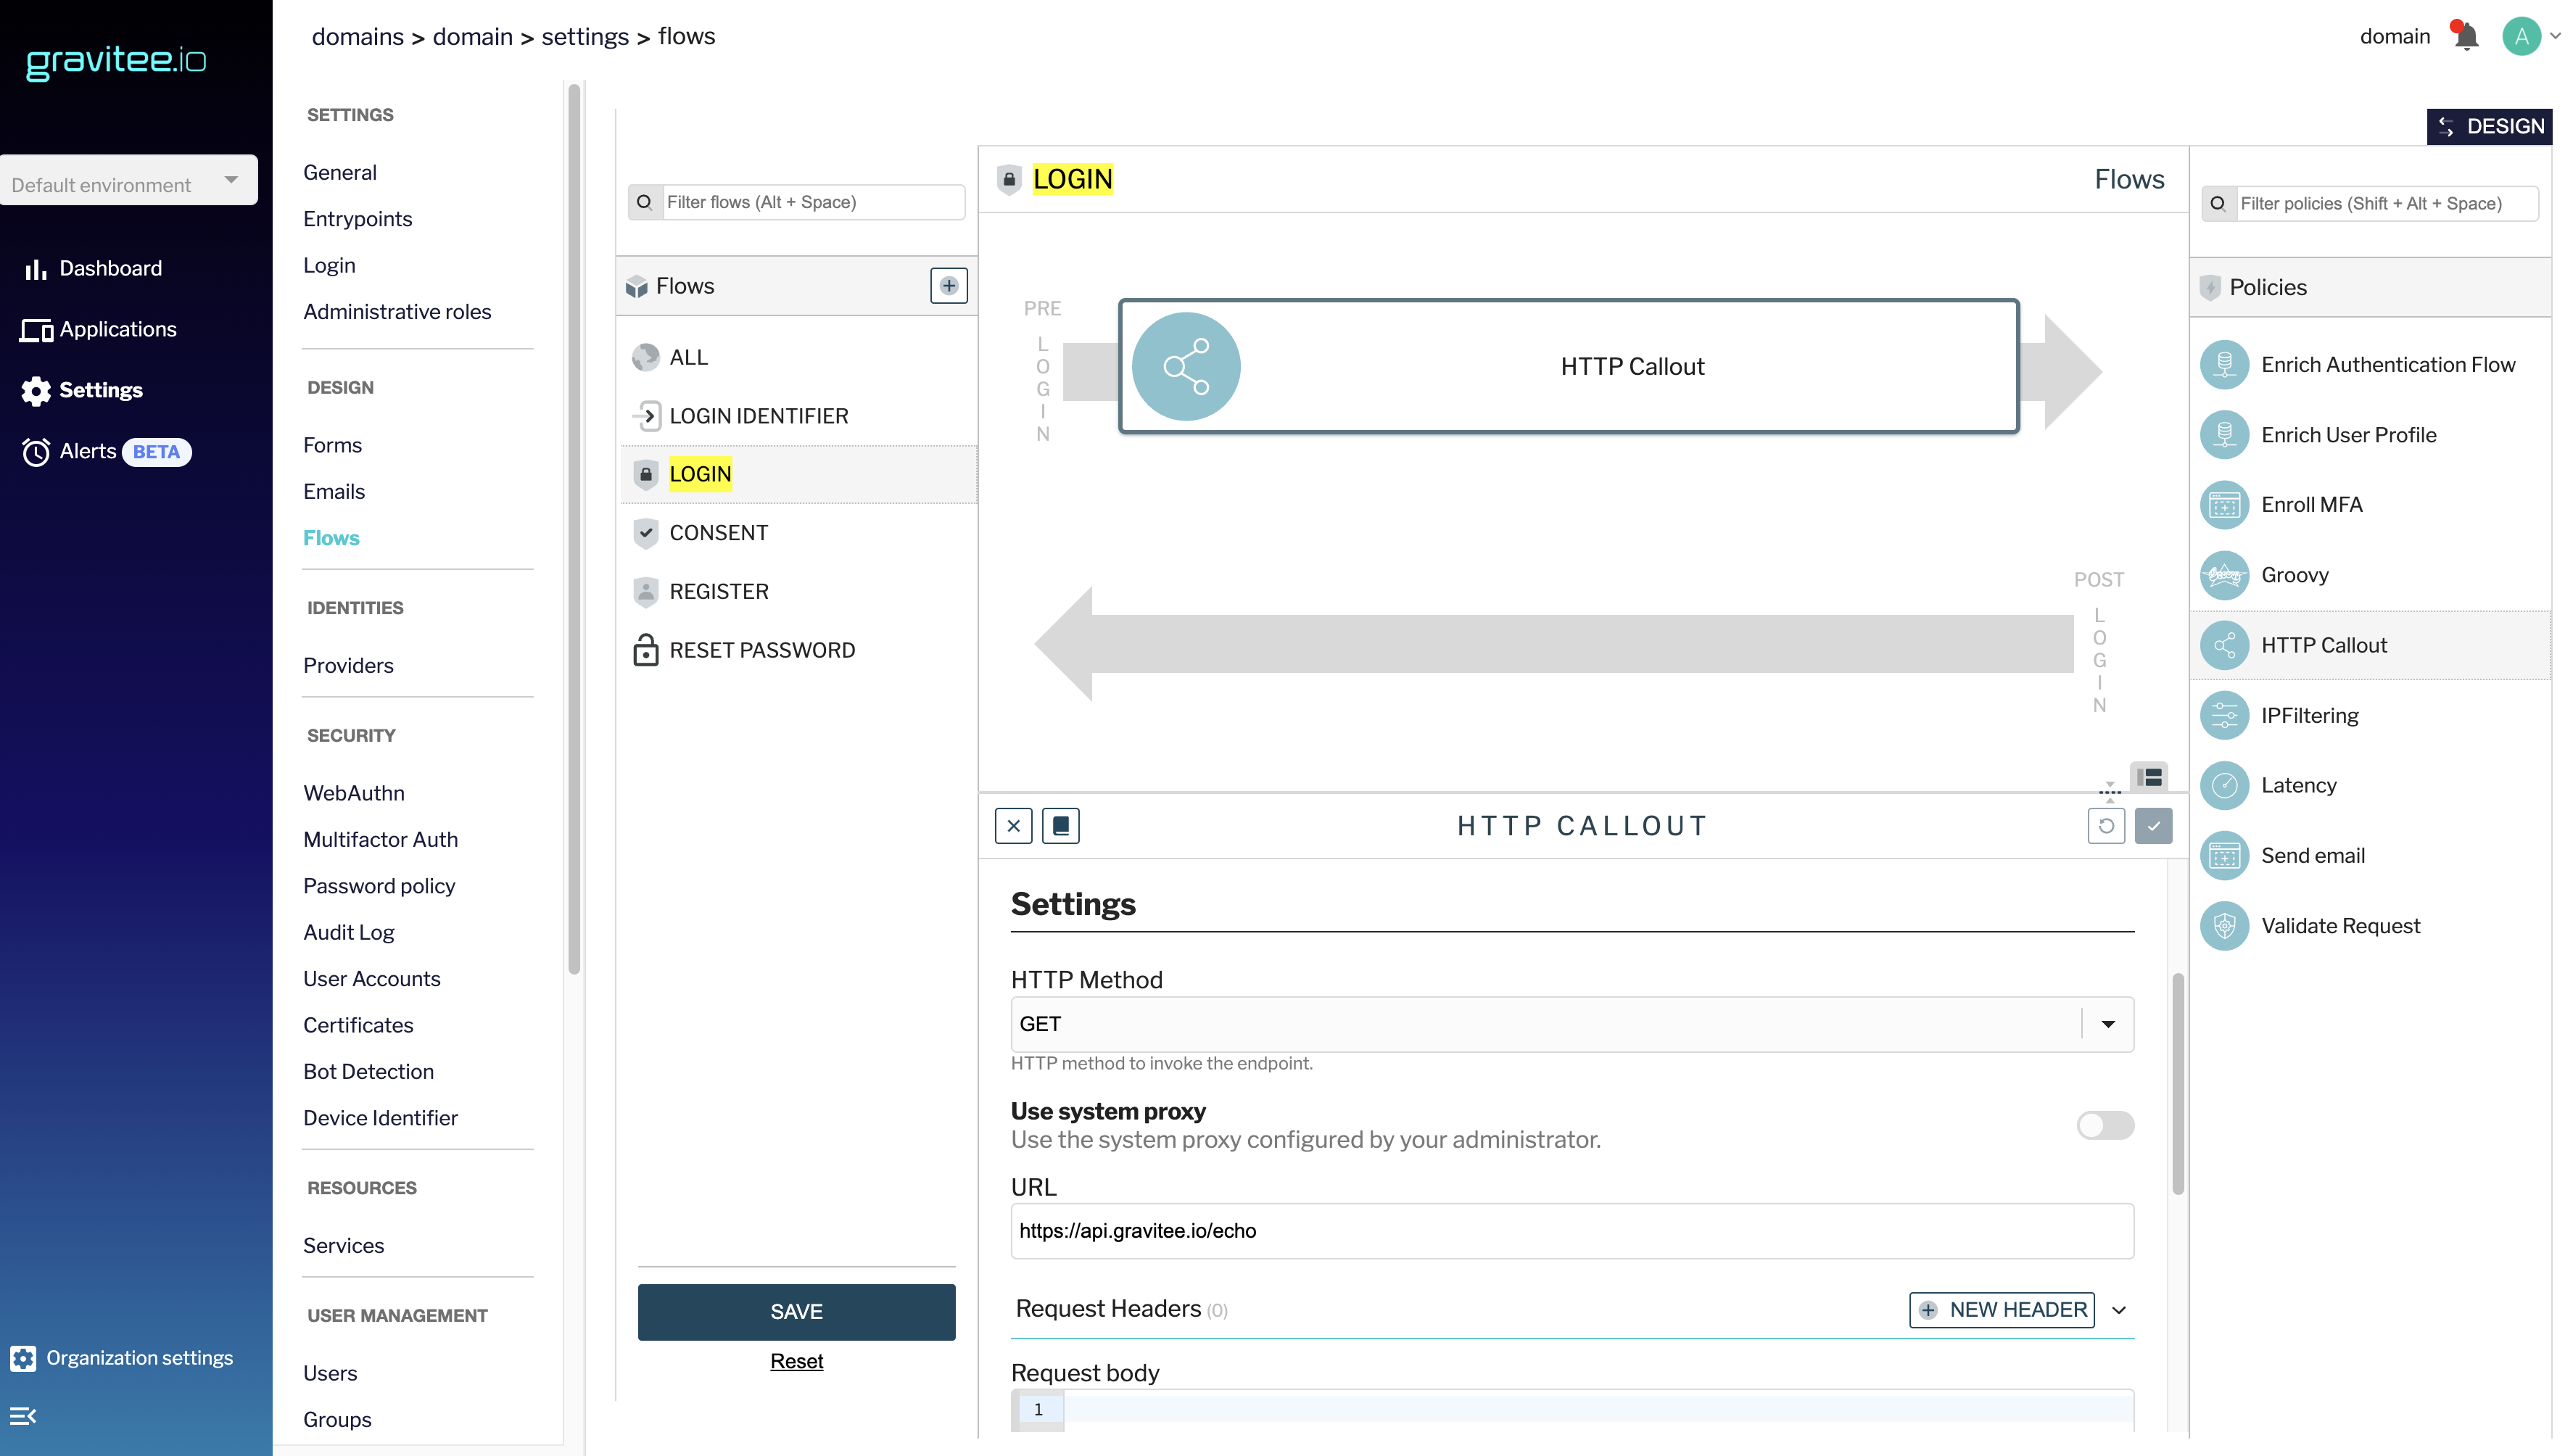 gravitee.io
domains > domain > settings > flows
domain
A
Default environment
Dashboard
Applications
Settings
Alerts BETA
Organization settings
SETTINGS
General
Entrypoints
Login
Administrative roles
DESIGN
Forms
Emails
Flows
IDENTITIES
Providers
SECURITY
WebAuthn
Multifactor Auth
Password policy
Audit Log
User Accounts
Certificates
Bot Detection
Device Identifier
RESOURCES
Services
USER MANAGEMENT
Users
Groups
Filter flows (Alt + Space)
Flows
ALL
LOGIN IDENTIFIER
LOGIN
CONSENT
REGISTER
RESET PASSWORD
SAVE
Reset
DESIGN
LOGIN
Flows
PRE
LOGIN
HTTP Callout
POST
LOGIN
HTTP CALLOUT
Settings
HTTP Method
GET
HTTP method to invoke the endpoint.
Use system proxy
Use the system proxy configured by your administrator.
URL
https://api.gravitee.io/echo
Request Headers (0)
NEW HEADER
Request body
1
Filter policies (Shift + Alt + Space)
Policies
Enrich Authentication Flow
Enrich User Profile
Enroll MFA
Groovy
HTTP Callout
IPFiltering
Latency
Send email
Validate Request